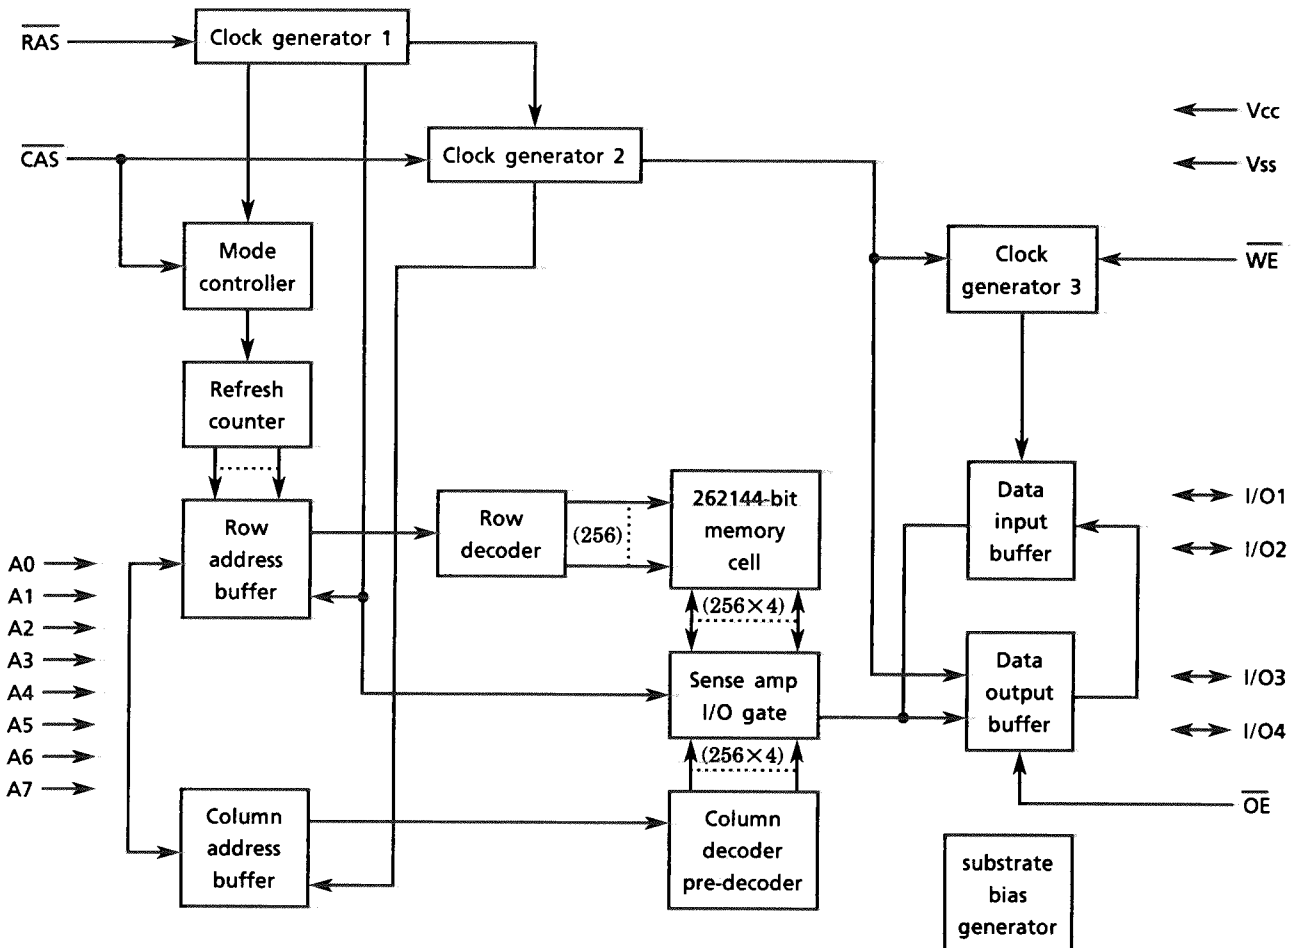 RAS
Clock generator 1
Vcc
CAS
Clock generator 2
Vss
Mode
controller
Clock
generator 3
WE
Refresh
counter
Row
address
buffer
Row
decoder
(256)
262144-bit
memory
cell
Data
input
buffer
I/O1
I/O2
A0
A1
A2
A3
A4
A5
A6
A7
(256×4)
Sense amp
I/O gate
Data
output
buffer
I/O3
I/O4
(256×4)
Column
address
buffer
Column
decoder
pre-decoder
OE
substrate
bias
generator